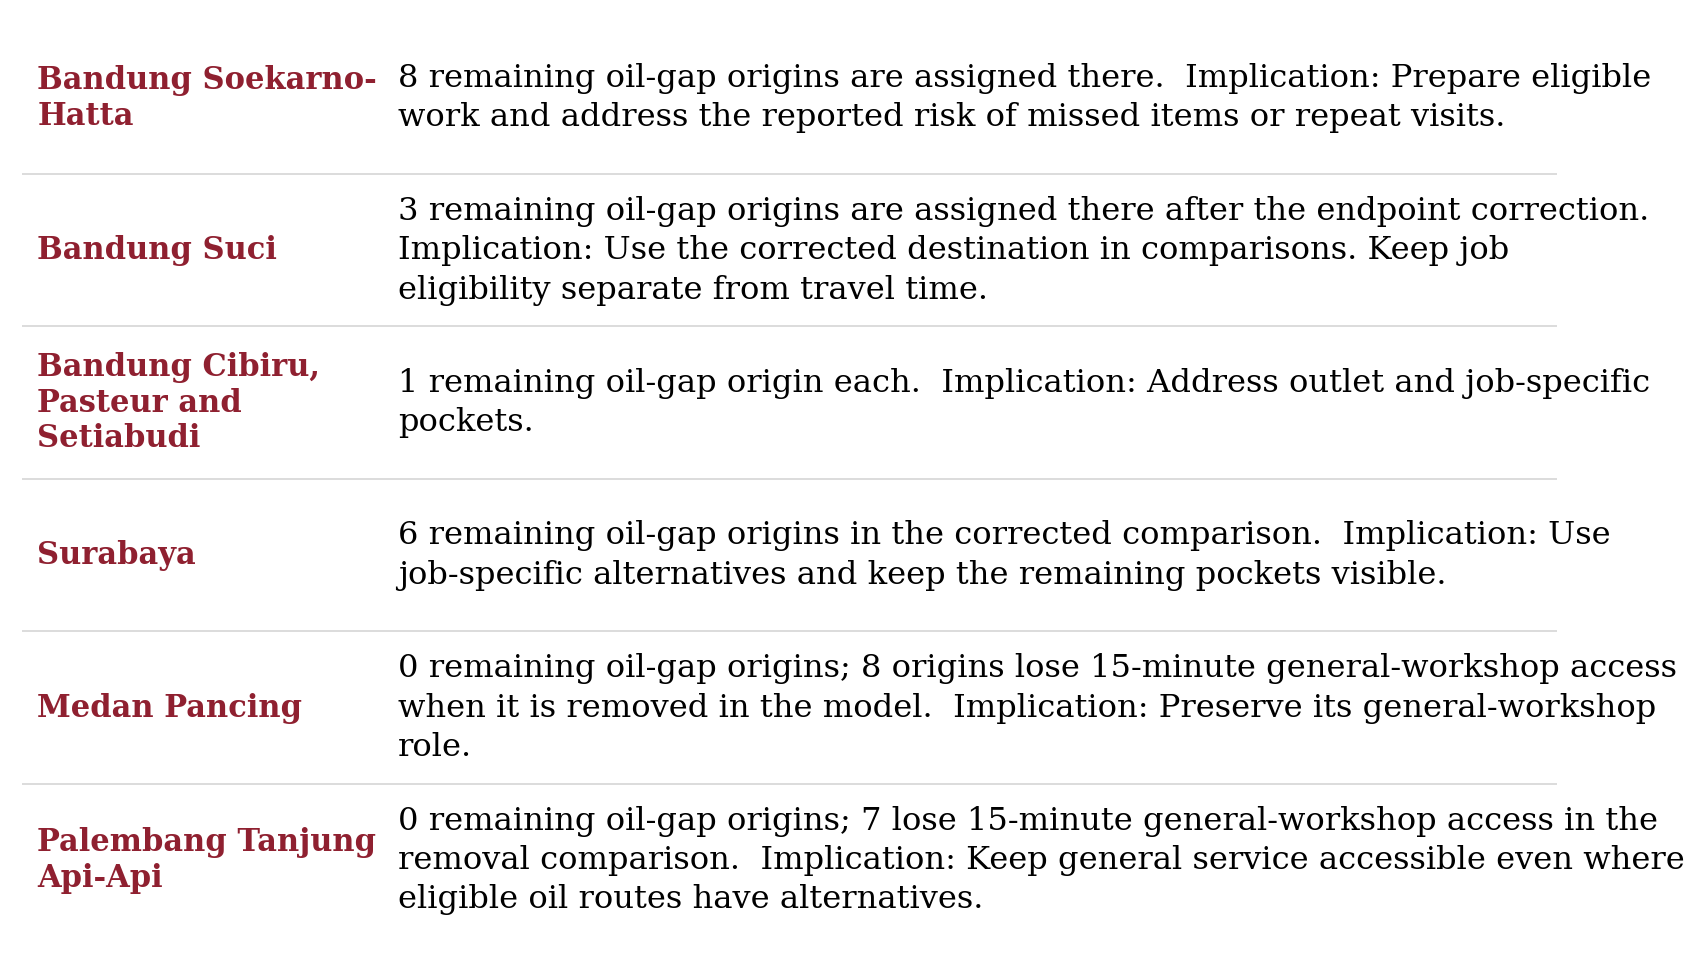 Bandung Soekarno-
Hatta
8 remaining oil-gap origins are assigned there.  Implication: Prepare eligible
work and address the reported risk of missed items or repeat visits.
Bandung Suci
3 remaining oil-gap origins are assigned there after the endpoint correction.
Implication: Use the corrected destination in comparisons. Keep job
eligibility separate from travel time.
Bandung Cibiru,
Pasteur and
Setiabudi
1 remaining oil-gap origin each.  Implication: Address outlet and job-specific
pockets.
Surabaya
6 remaining oil-gap origins in the corrected comparison.  Implication: Use
job-specific alternatives and keep the remaining pockets visible.
Medan Pancing
0 remaining oil-gap origins; 8 origins lose 15-minute general-workshop access
when it is removed in the model.  Implication: Preserve its general-workshop
role.
Palembang Tanjung
Api-Api
0 remaining oil-gap origins; 7 lose 15-minute general-workshop access in the
removal comparison.  Implication: Keep general service accessible even where
eligible oil routes have alternatives.